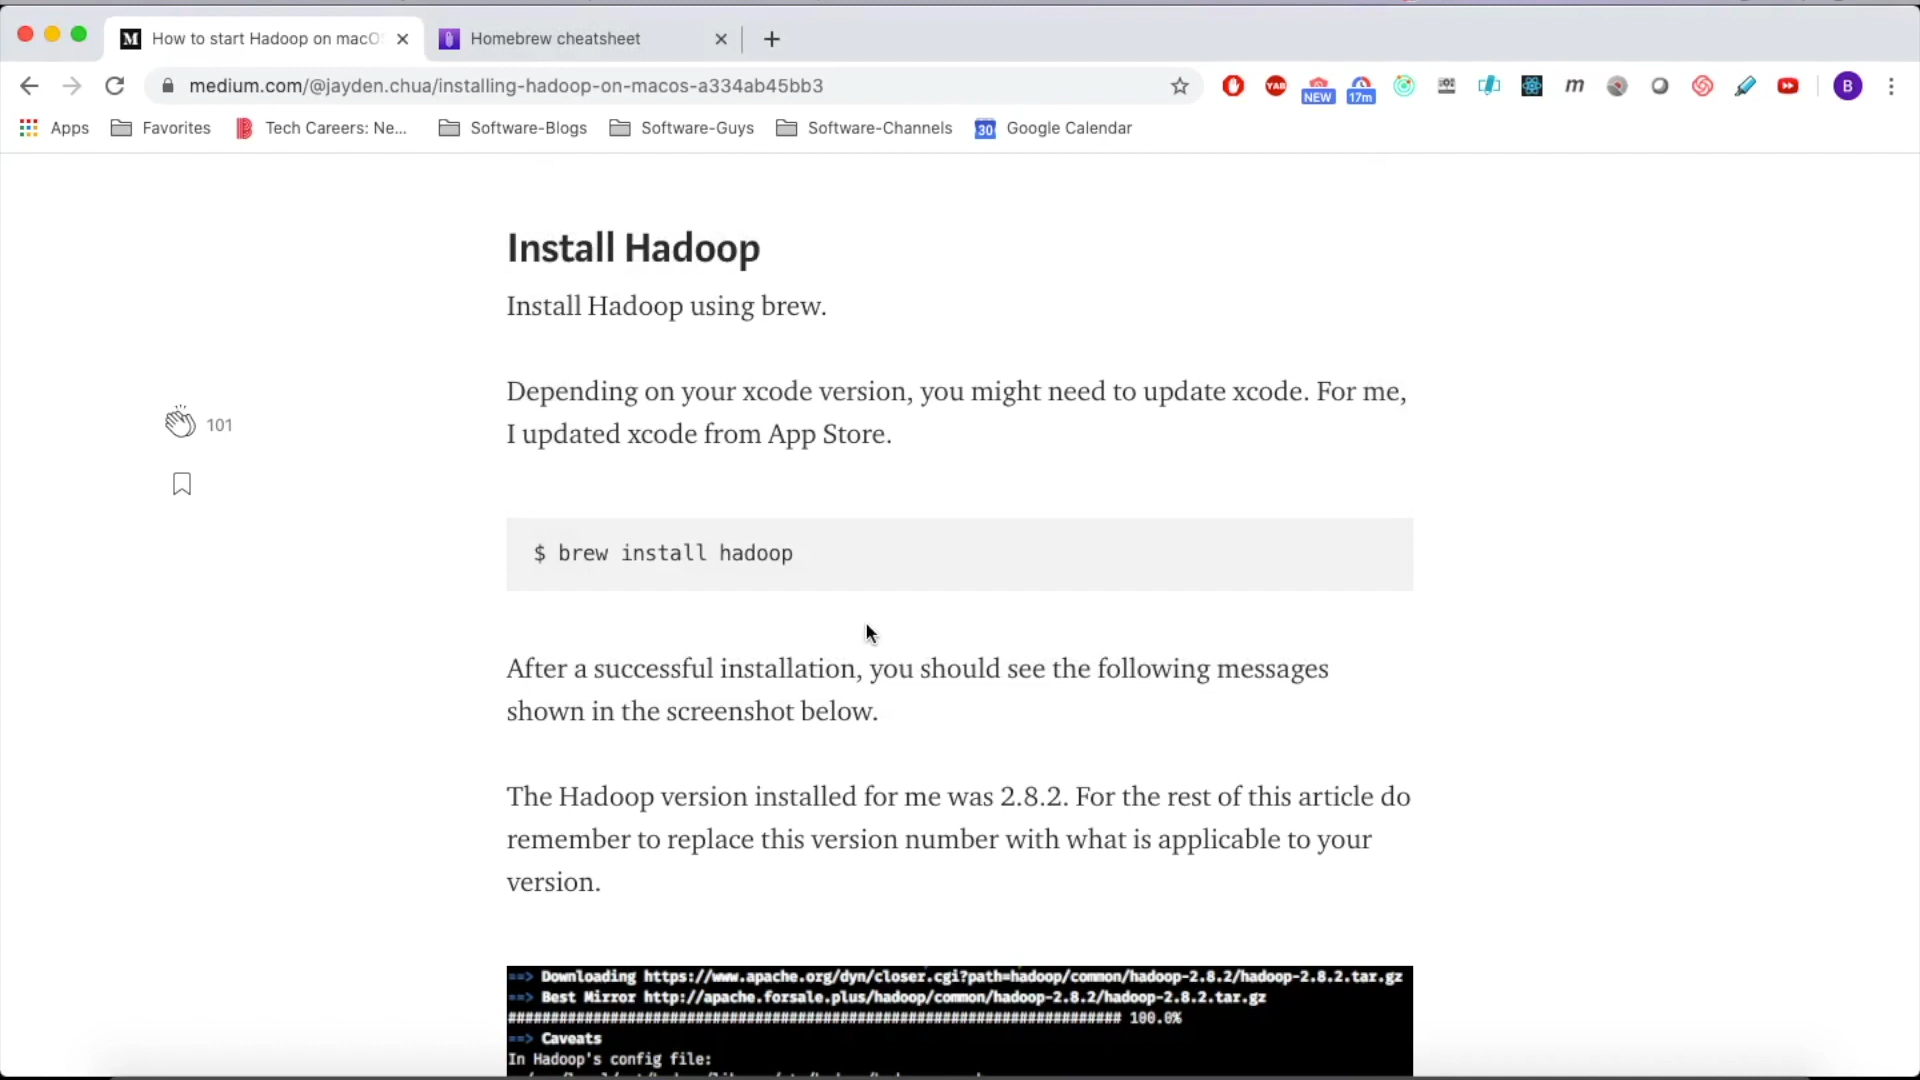 How to start Hadoop on macO
Homebrew cheatsheet
medium.com/@jayden.chua/installing-hadoop-on-macos-a334ab45bb3
YAB
NEW
17m
m
B
Apps
Favorites
Tech Careers: Ne...
Software-Blogs
Software-Guys
Software-Channels
30
Google Calendar
Install Hadoop
Install Hadoop using brew.
Depending on your xcode version, you might need to update xcode. For me,
I updated xcode from App Store.
101
$ brew install hadoop
After a successful installation, you should see the following messages
shown in the screenshot below.
The Hadoop version installed for me was 2.8.2. For the rest of this article do
remember to replace this version number with what is applicable to your
version.
==> Downloading https://www.apache.org/dyn/closer.cgi?path=hadoop/common/hadoop-2.8.2/hadoop-2.8.2.tar.gz
==> Best Mirror http://apache.forsale.plus/hadoop/common/hadoop-2.8.2/hadoop-2.8.2.tar.gz
######################################################################## 100.0%
==> Caveats
In Hadoop's config file: